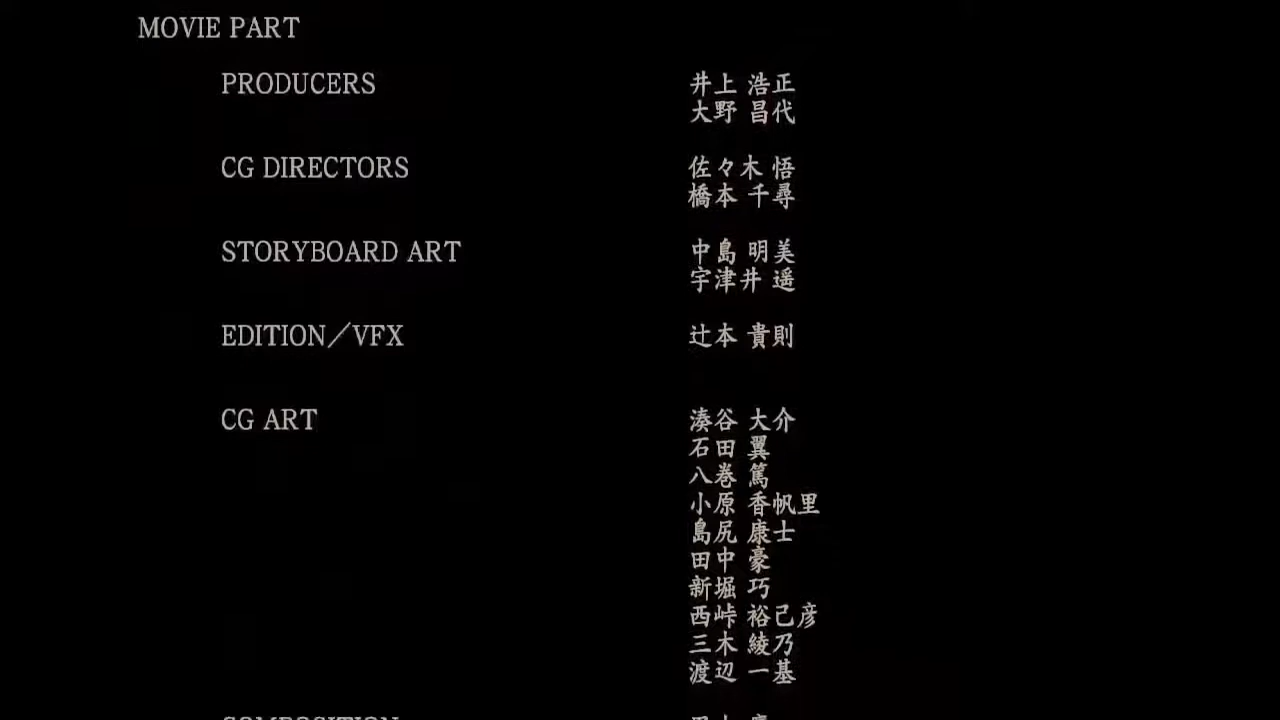 MOVIE PART
PRODUCERS 井上 浩正
大野 昌代
CG DIRECTORS 佐々木 悟
橋本 千尋
STORYBOARD ART 中島 明美
宇津井 遥
EDITION／VFX 辻本 貴則
CG ART 湊谷 大介
石田 翼
八巻 篤
小原 香帆里
島尻 康士
田中 豪
新堀 巧
西峠 裕己彦
三木 綾乃
渡辺 一基
COMPOSITION